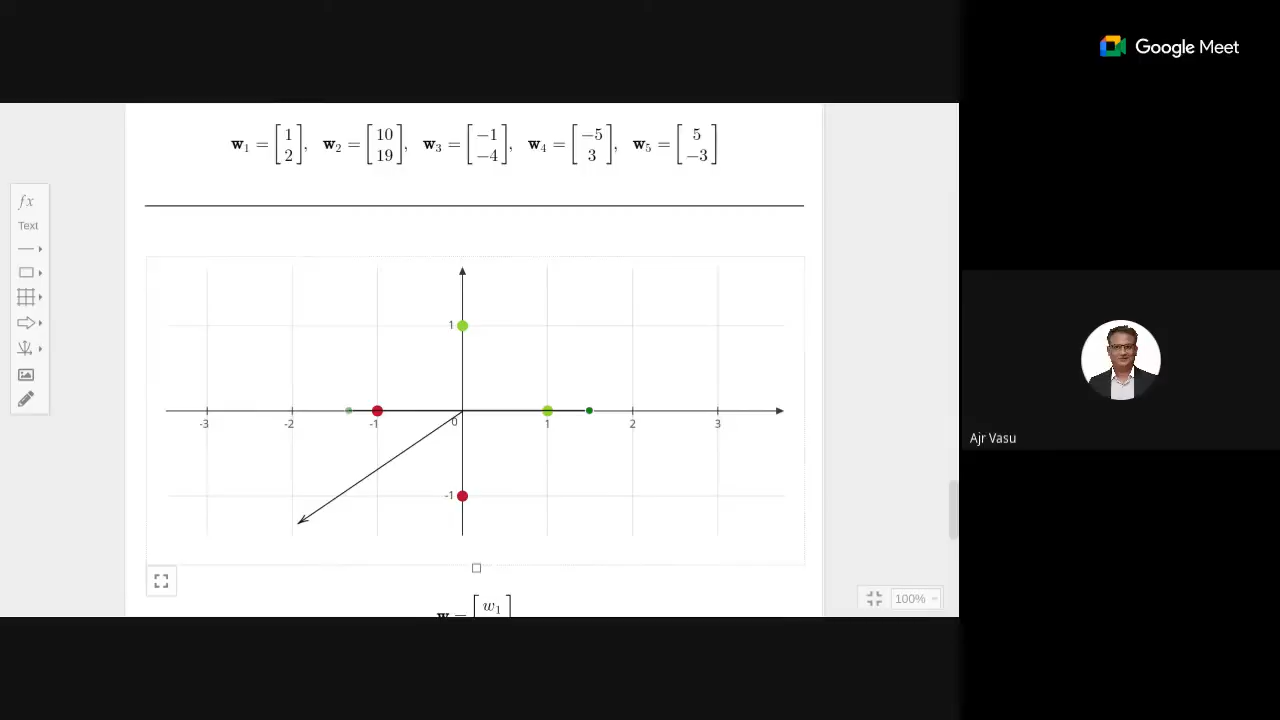 Google Meet
w₁ = [1 2], w₂ = [10 19], w₃ = [−1 −4], w₄ = [−5 3], w₅ = [5 −3]
fx
Text
1
-3 -2 -1 0 1 2 3
-1
w = [w₁
100%
Ajr Vasu